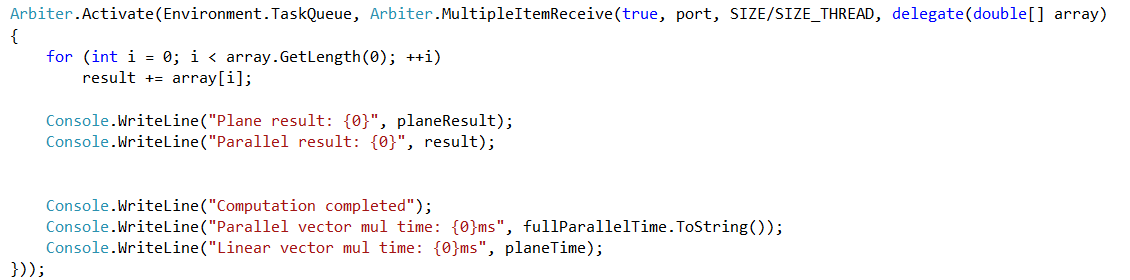 Arbiter.Activate(Environment.TaskQueue, Arbiter.MultipleItemReceive(true, port, SIZE/SIZE_THREAD, delegate(double[] array)
{
    for (int i = 0; i < array.GetLength(0); ++i)
        result += array[i];

    Console.WriteLine("Plane result: {0}", planeResult);
    Console.WriteLine("Parallel result: {0}", result);


    Console.WriteLine("Computation completed");
    Console.WriteLine("Parallel vector mul time: {0}ms", fullParallelTime.ToString());
    Console.WriteLine("Linear vector mul time: {0}ms", planeTime);
}));